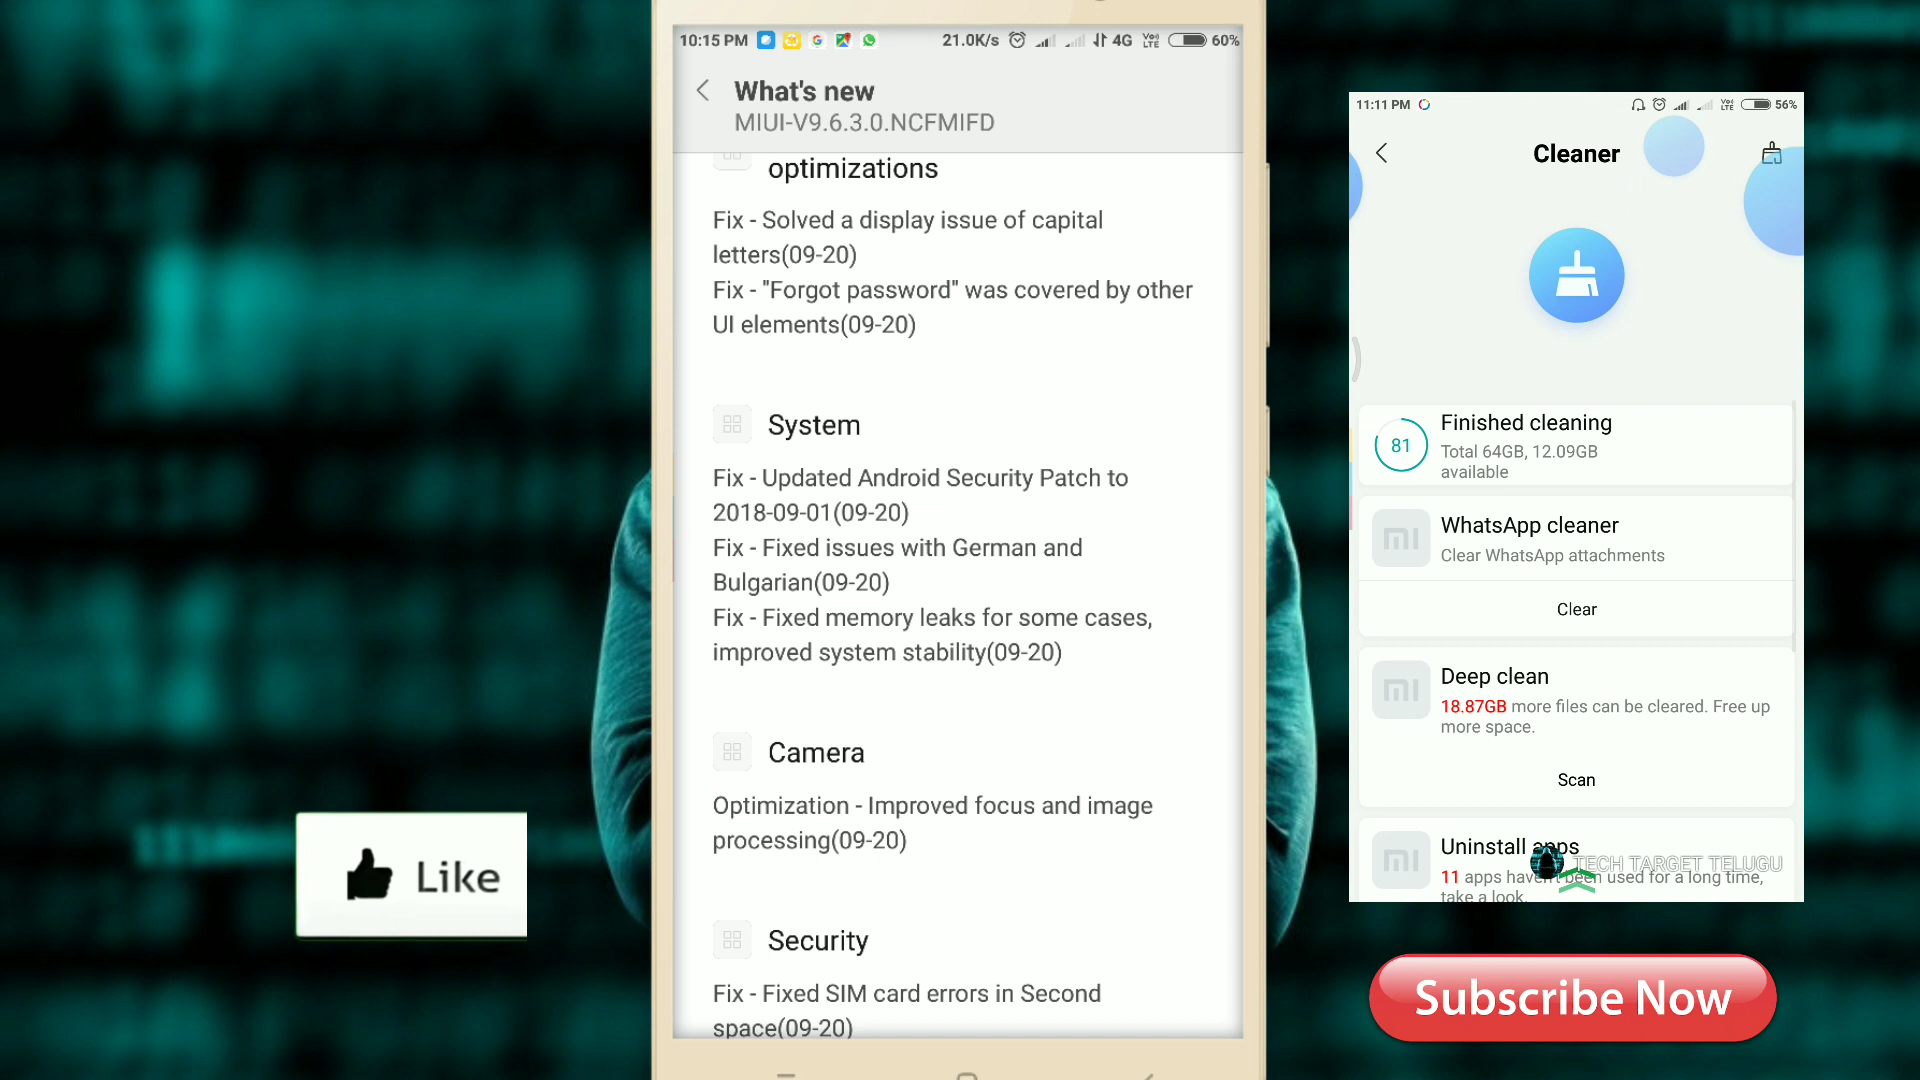 10:15 PM 21.0K/s 4G VoLTE 60%
What's new
MIUI-V9.6.3.0.NCFMIFD
optimizations
Fix - Solved a display issue of capital
letters(09-20)
Fix - "Forgot password" was covered by other
UI elements(09-20)
System
Fix - Updated Android Security Patch to
2018-09-01(09-20)
Fix - Fixed issues with German and
Bulgarian(09-20)
Fix - Fixed memory leaks for some cases,
improved system stability(09-20)
Camera
Optimization - Improved focus and image
processing(09-20)
Security
Fix - Fixed SIM card errors in Second
space(09-20)
Like
11:11 PM VoLTE 56%
Cleaner
81
Finished cleaning
Total 64GB, 12.09GB
available
WhatsApp cleaner
Clear WhatsApp attachments
Clear
Deep clean
18.87GB more files can be cleared. Free up
more space.
Scan
Uninstall apps
TECH TARGET TELUGU
11 apps haven't been used for a long time,
take a look.
Subscribe Now